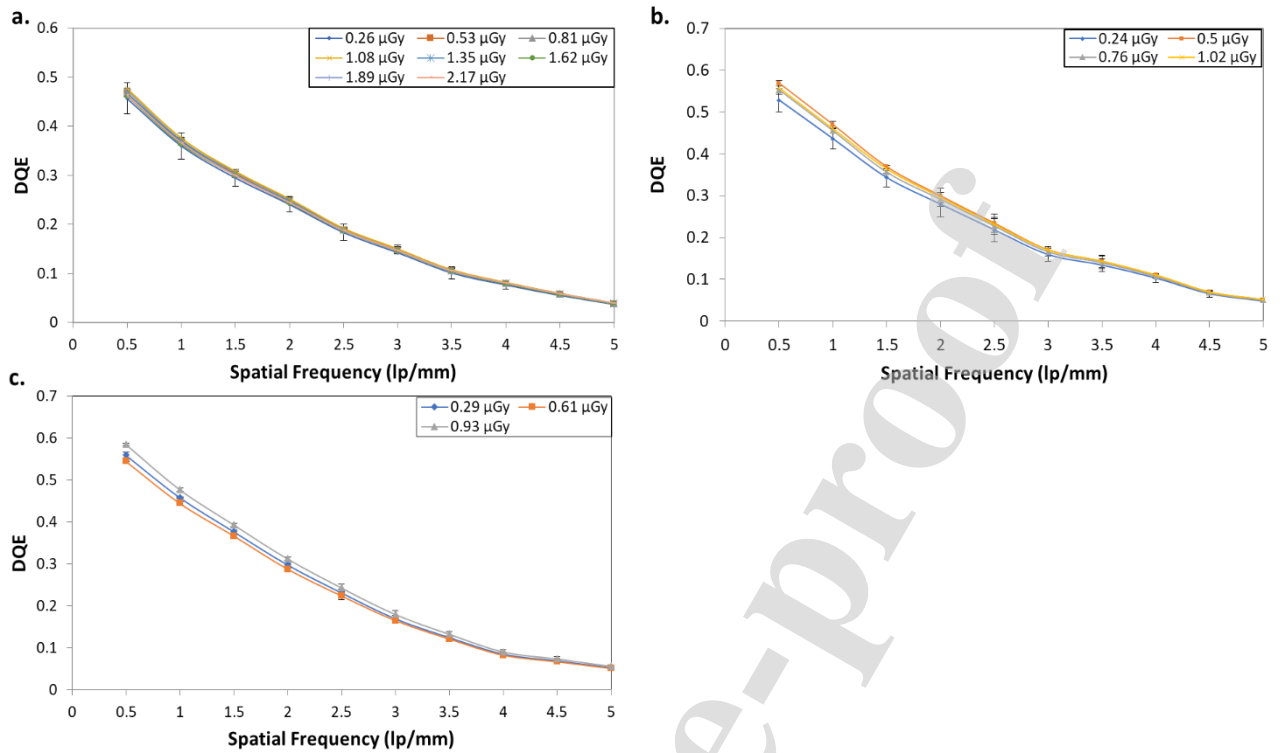 a.
0.6
0.5
0.4
0.3
0.2
0.1
0
DQE
0.26 µGy 0.53 µGy 0.81 µGy
1.08 µGy 1.35 µGy 1.62 µGy
1.89 µGy 2.17 µGy
0 0.5 1 1.5 2 2.5 3 3.5 4 4.5 5
Spatial Frequency (lp/mm)
b.
0.7
0.6
0.5
0.4
0.3
0.2
0.1
0
DQE
0.24 µGy 0.5 µGy
0.76 µGy 1.02 µGy
0 0.5 1 1.5 2 2.5 3 3.5 4 4.5 5
Spatial Frequency (lp/mm)
c.
0.7
0.6
0.5
0.4
0.3
0.2
0.1
0
DQE
0.29 µGy 0.61 µGy
0.93 µGy
0 0.5 1 1.5 2 2.5 3 3.5 4 4.5 5
Spatial Frequency (lp/mm)
e-proof